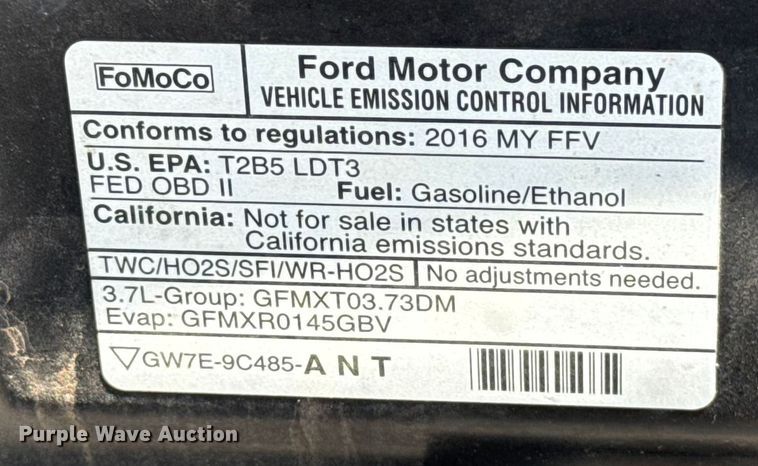 FoMoCo
Ford Motor Company
VEHICLE EMISSION CONTROL INFORMATION
Conforms to regulations: 2016 MY FFV
U.S. EPA: T2B5 LDT3
FED OBD II Fuel: Gasoline/Ethanol
California: Not for sale in states with
California emissions standards.
TWC/HO2S/SFI/WR-HO2S No adjustments needed.
3.7L-Group: GFMXT03.73DM
Evap: GFMXR0145GBV
GW7E-9C485-ANT
Purple Wave Auction